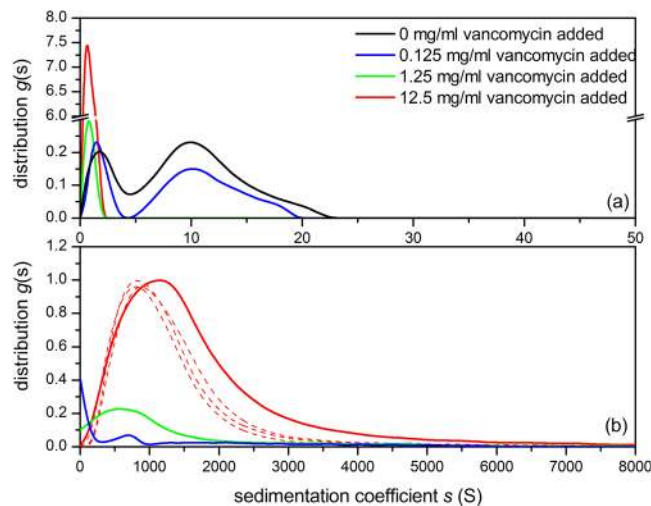 8.0
7.5
7.0
6.5
6.0
0.2
0.1
0.0
distribution g(s)
0 mg/ml vancomycin added
0.125 mg/ml vancomycin added
1.25 mg/ml vancomycin added
12.5 mg/ml vancomycin added
(a)
0 10 20 30 40 50
1.2
1.0
0.8
0.6
0.4
0.2
0.0
distribution g(s)
(b)
0 1000 2000 3000 4000 5000 6000 7000 8000
sedimentation coefficient s (S)